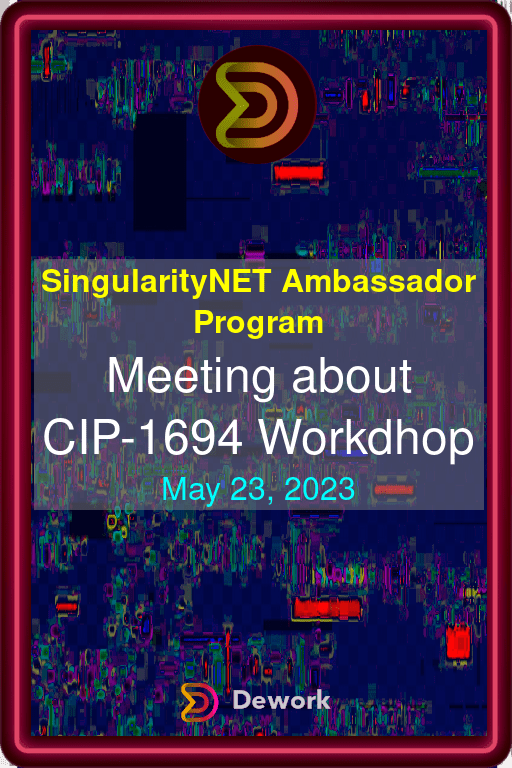 SingularityNET Ambassador
Program
Meeting about
CIP-1694 Workdhop
May 23, 2023
Dework